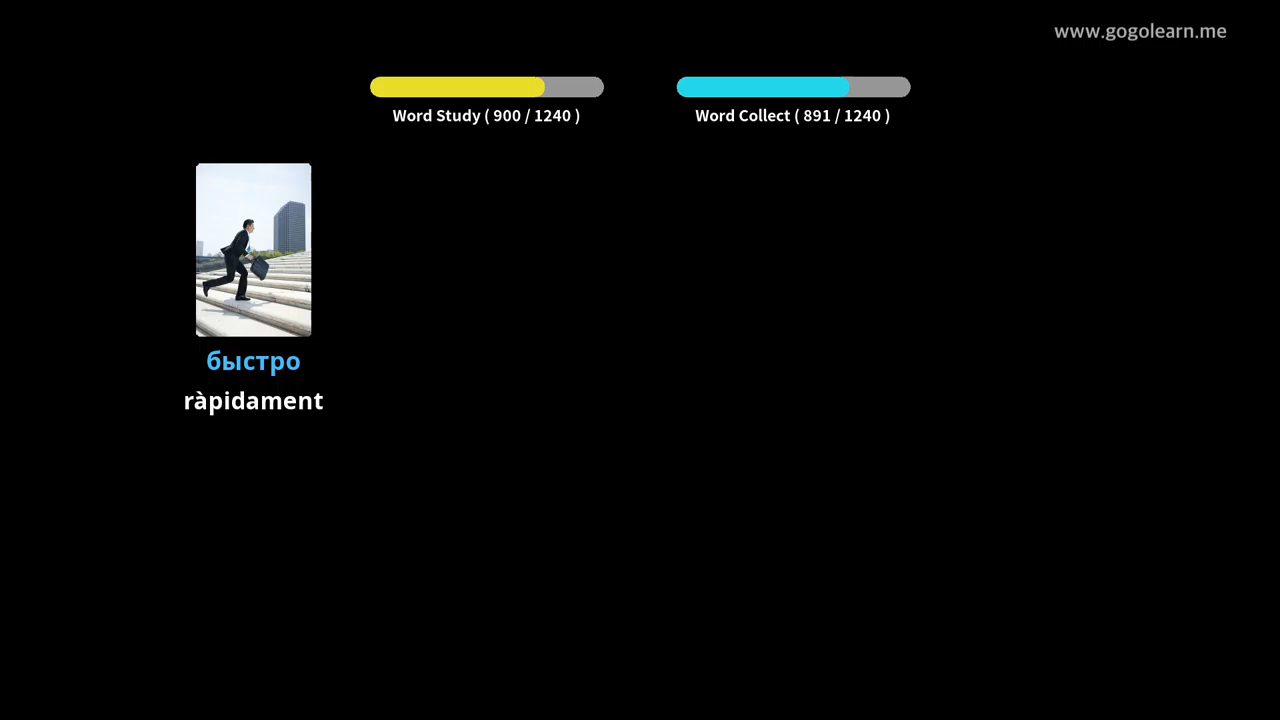 www.gogolearn.me
Word Study ( 900 / 1240 )
Word Collect ( 891 / 1240 )
быстро
ràpidament